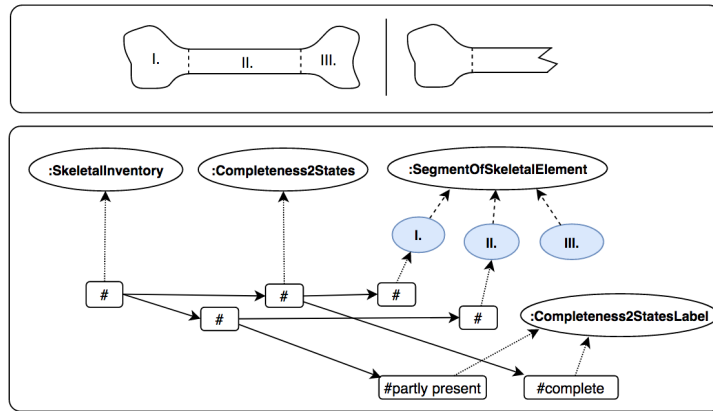 I.
II.
III.
:SkeletalInventory
:Completeness2States
:SegmentOfSkeletalElement
I.
II.
III.
#
#
#
#
#
:Completeness2StatesLabel
#partly present
#complete